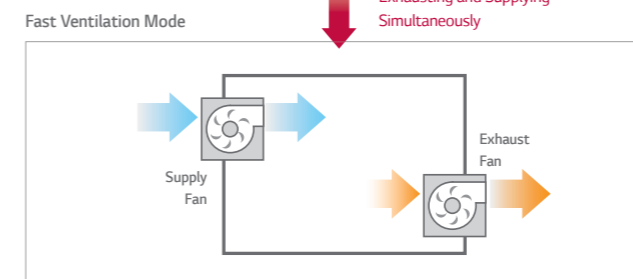 Exhausting and Supplying
Fast Ventilation Mode
Simultaneously
Exhaust
Fan
Supply
Fan